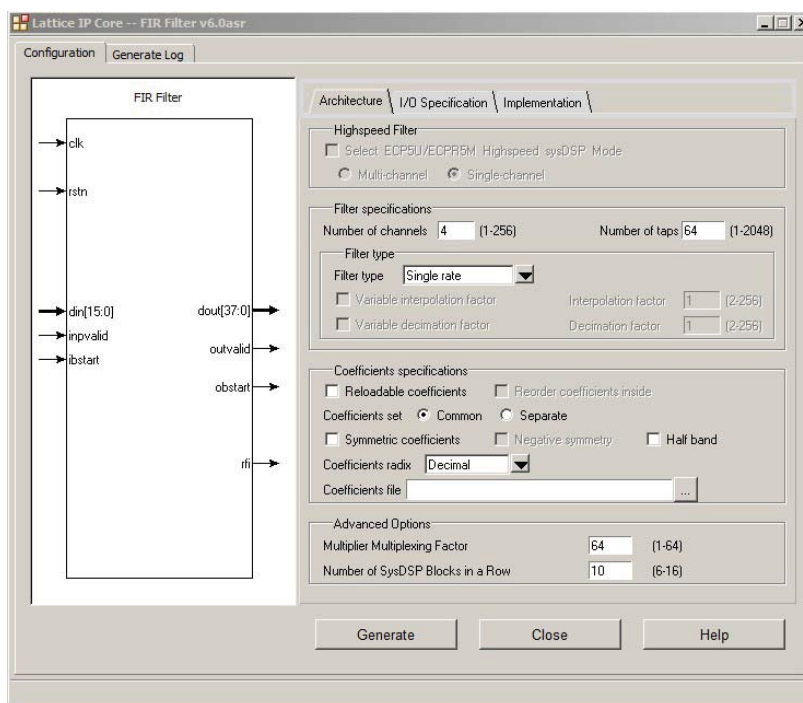 Lattice IP Core -- FIR Filter v6.0asr
Configuration Generate Log
FIR Filter
clk
rstn
din[15:0] dout[37:0]
inpvalid
outvalid
ibstart
obstart
rfi
Architecture I/O Specification Implementation
Highspeed Filter
Select ECP5U/ECPR5M Highspeed sysDSP Mode
Multi-channel Single-channel
Filter specifications
Number of channels 4 (1-256) Number of taps 64 (1-2048)
Filter type
Filter type Single rate
Variable interpolation factor Interpolation factor 1 (2-256)
Variable decimation factor Decimation factor 1 (2-256)
Coefficients specifications
Reloadable coefficients Reorder coefficients inside
Coefficients set Common Separate
Symmetric coefficients Negative symmetry Half band
Coefficients radix Decimal
Coefficients file ...
Advanced Options
Multiplier Multiplexing Factor 64 (1-64)
Number of SysDSP Blocks in a Row 10 (6-16)
Generate Close Help